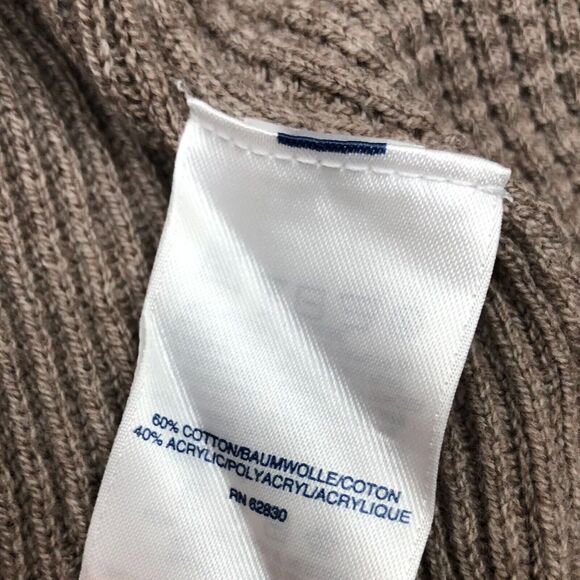 60% COTTON/BAUMWOLLE/COTON
40% ACRYLIC/POLYACRYL/ACRYLIQUE
RN 62830